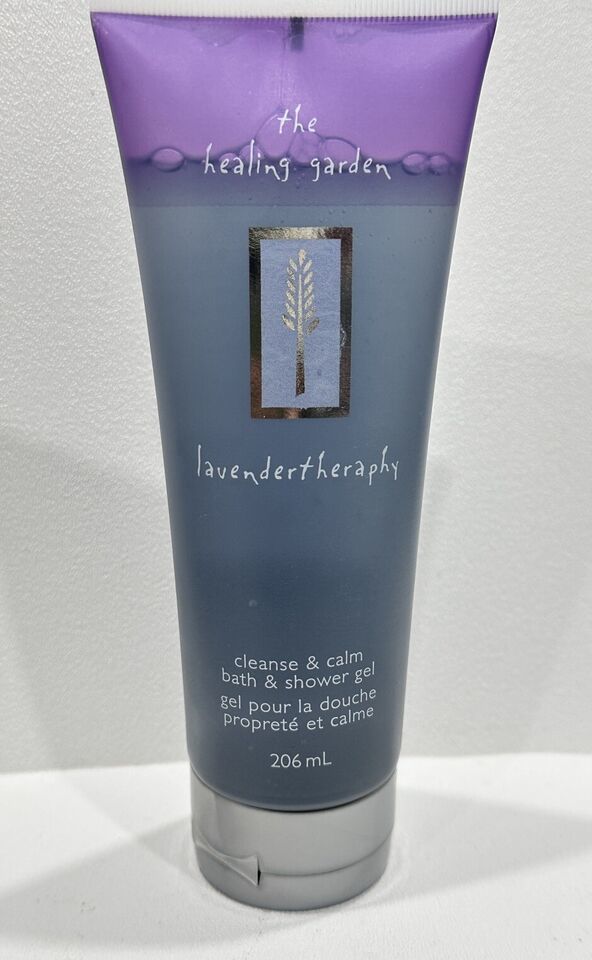 the
healing garden
lavendertheraphy
cleanse & calm
bath & shower gel
gel pour la douche
propreté et calme
206 mL